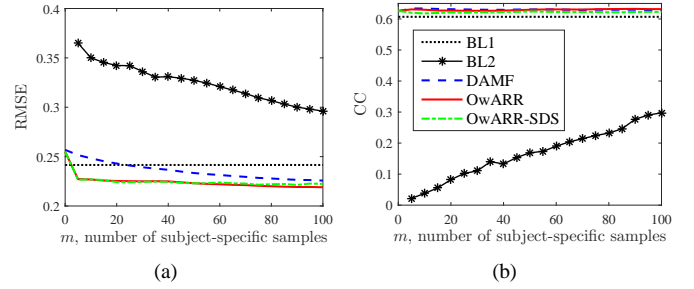 0.4
0.35
0.3
0.25
0.2
RMSE
0 20 40 60 80 100
m, number of subject-specific samples
(a)
0.6
0.5
0.4
0.3
0.2
0.1
0
CC
BL1
BL2
DAMF
OwARR
OwARR-SDS
0 20 40 60 80 100
m, number of subject-specific samples
(b)